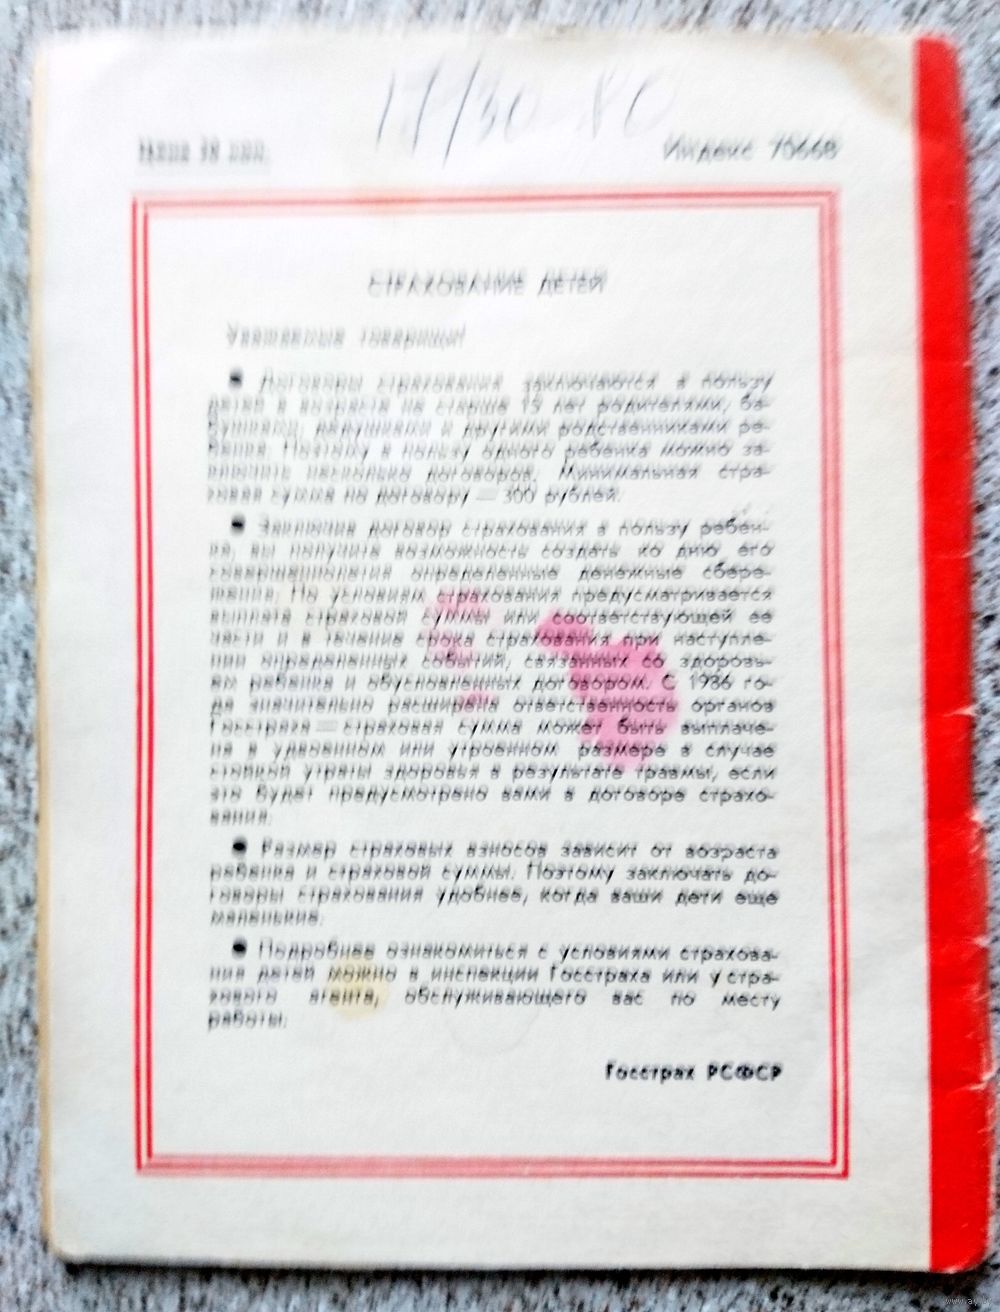 Индекс 70668
СТРАХОВАНИЕ ДЕТЕЙ
Уважаемые товарищи!
● Договоры страхования заключаются в пользу
детей в возрасте не старше 15 лет родителями, ба-
бушками, дедушками и другими родственниками ре-
бенка. Поэтому в пользу одного ребенка можно за-
ключить несколько договоров. Минимальная стра-
ховая сумма по договору — 300 рублей.
● Заключив договор страхования в пользу ребен-
ка, вы получите возможность создать ко дню его
совершеннолетия определенные денежные сбере-
жения. По условиям страхования предусматривается
выплата страховой суммы или соответствующей ее
части и в течение срока страхования при наступле-
нии определенных событий, связанных со здоровь-
ем ребенка и обусловленных договором. С 1986 го-
да значительно расширена ответственность органов
Госстраха — страховая сумма может быть выплаче-
на в удвоенном или утроенном размере в случае
стойкой утраты здоровья в результате травмы, если
это будет предусмотрено вами в договоре страхо-
вания.
● Размер страховых взносов зависит от возраста
ребенка и страховой суммы. Поэтому заключать до-
говоры страхования удобнее, когда ваши дети еще
маленькие.
● Подробнее ознакомиться с условиями страхова-
ния детей можно в инспекции Госстраха или у стра-
хового агента, обслуживающего вас по месту
работы.
Госстрах РСФСР